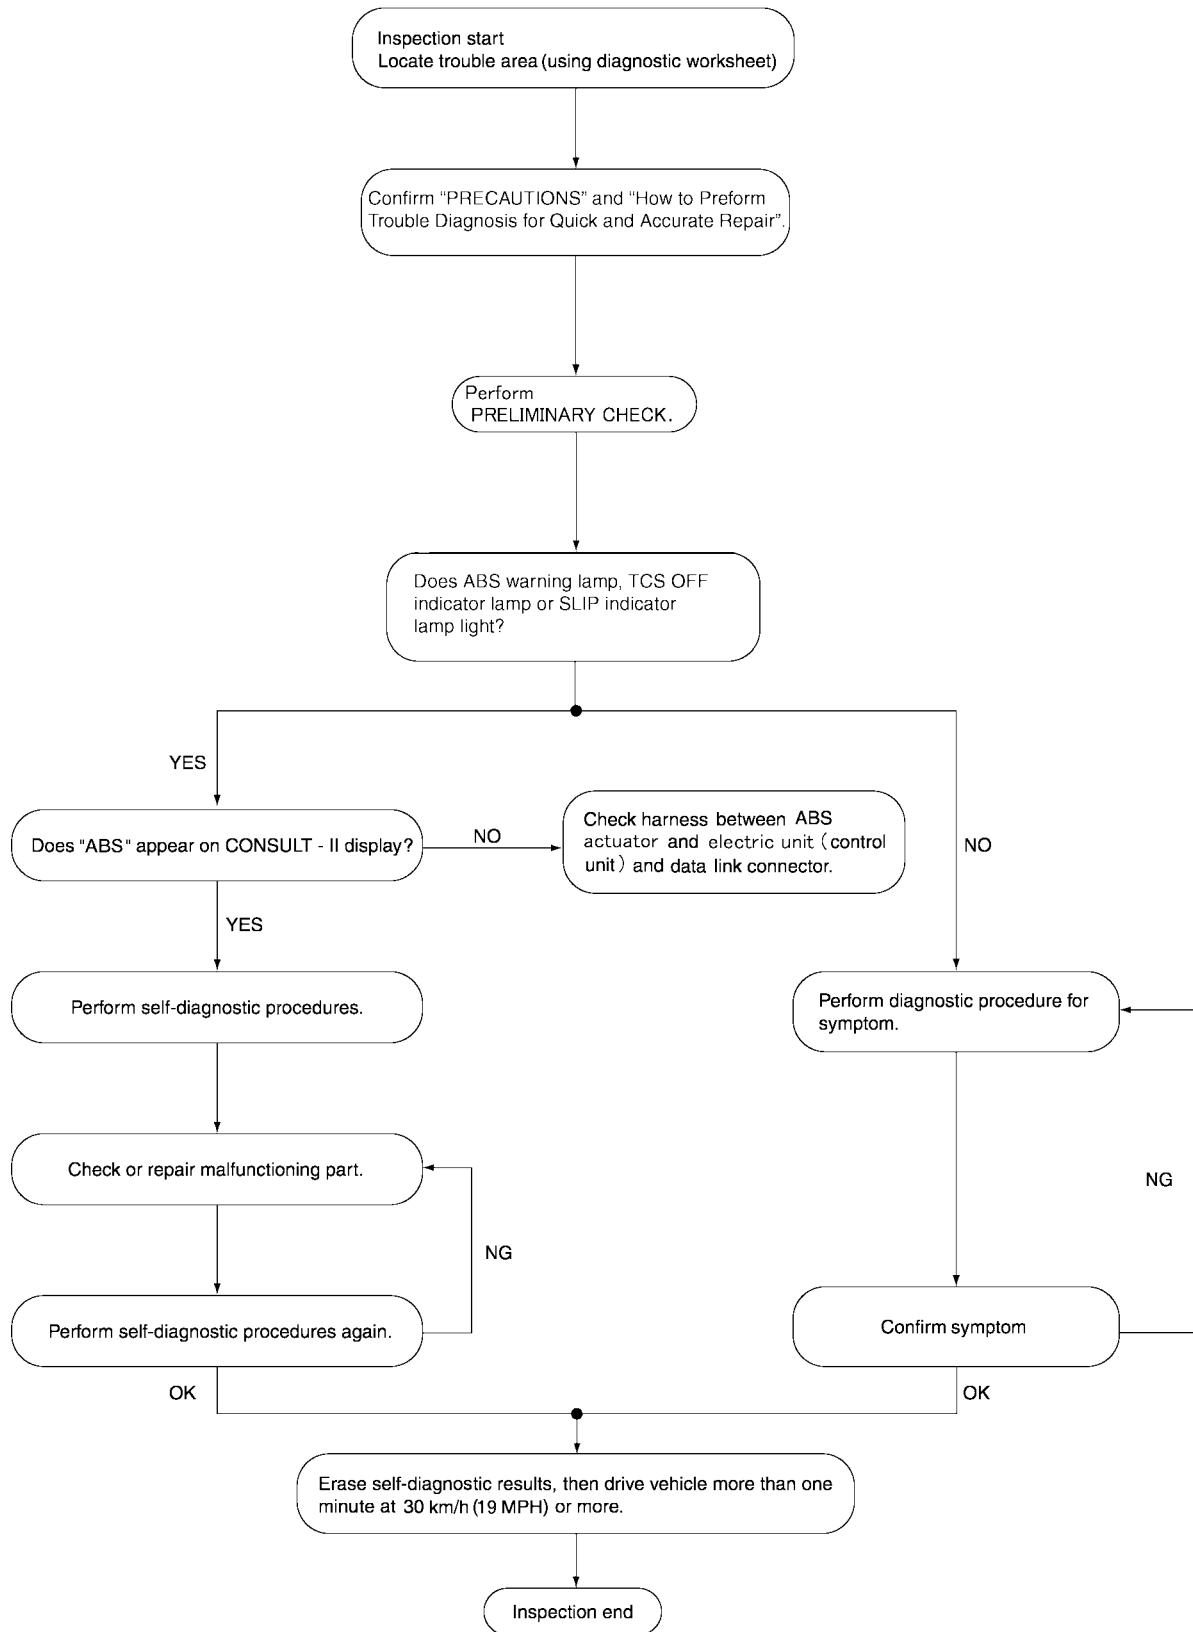 Inspection start
Locate trouble area (using diagnostic worksheet)
Confirm “PRECAUTIONS” and “How to Preform
Trouble Diagnosis for Quick and Accurate Repair”.
Perform
PRELIMINARY CHECK.
Does ABS warning lamp, TCS OFF
indicator lamp or SLIP indicator
lamp light?
YES
Does "ABS" appear on CONSULT - II display?
NO
Check harness between ABS
actuator and electric unit (control
unit) and data link connector.
NO
YES
Perform self-diagnostic procedures.
Perform diagnostic procedure for
symptom.
Check or repair malfunctioning part.
NG
NG
Perform self-diagnostic procedures again.
Confirm symptom
OK
OK
Erase self-diagnostic results, then drive vehicle more than one
minute at 30 km/h (19 MPH) or more.
Inspection end